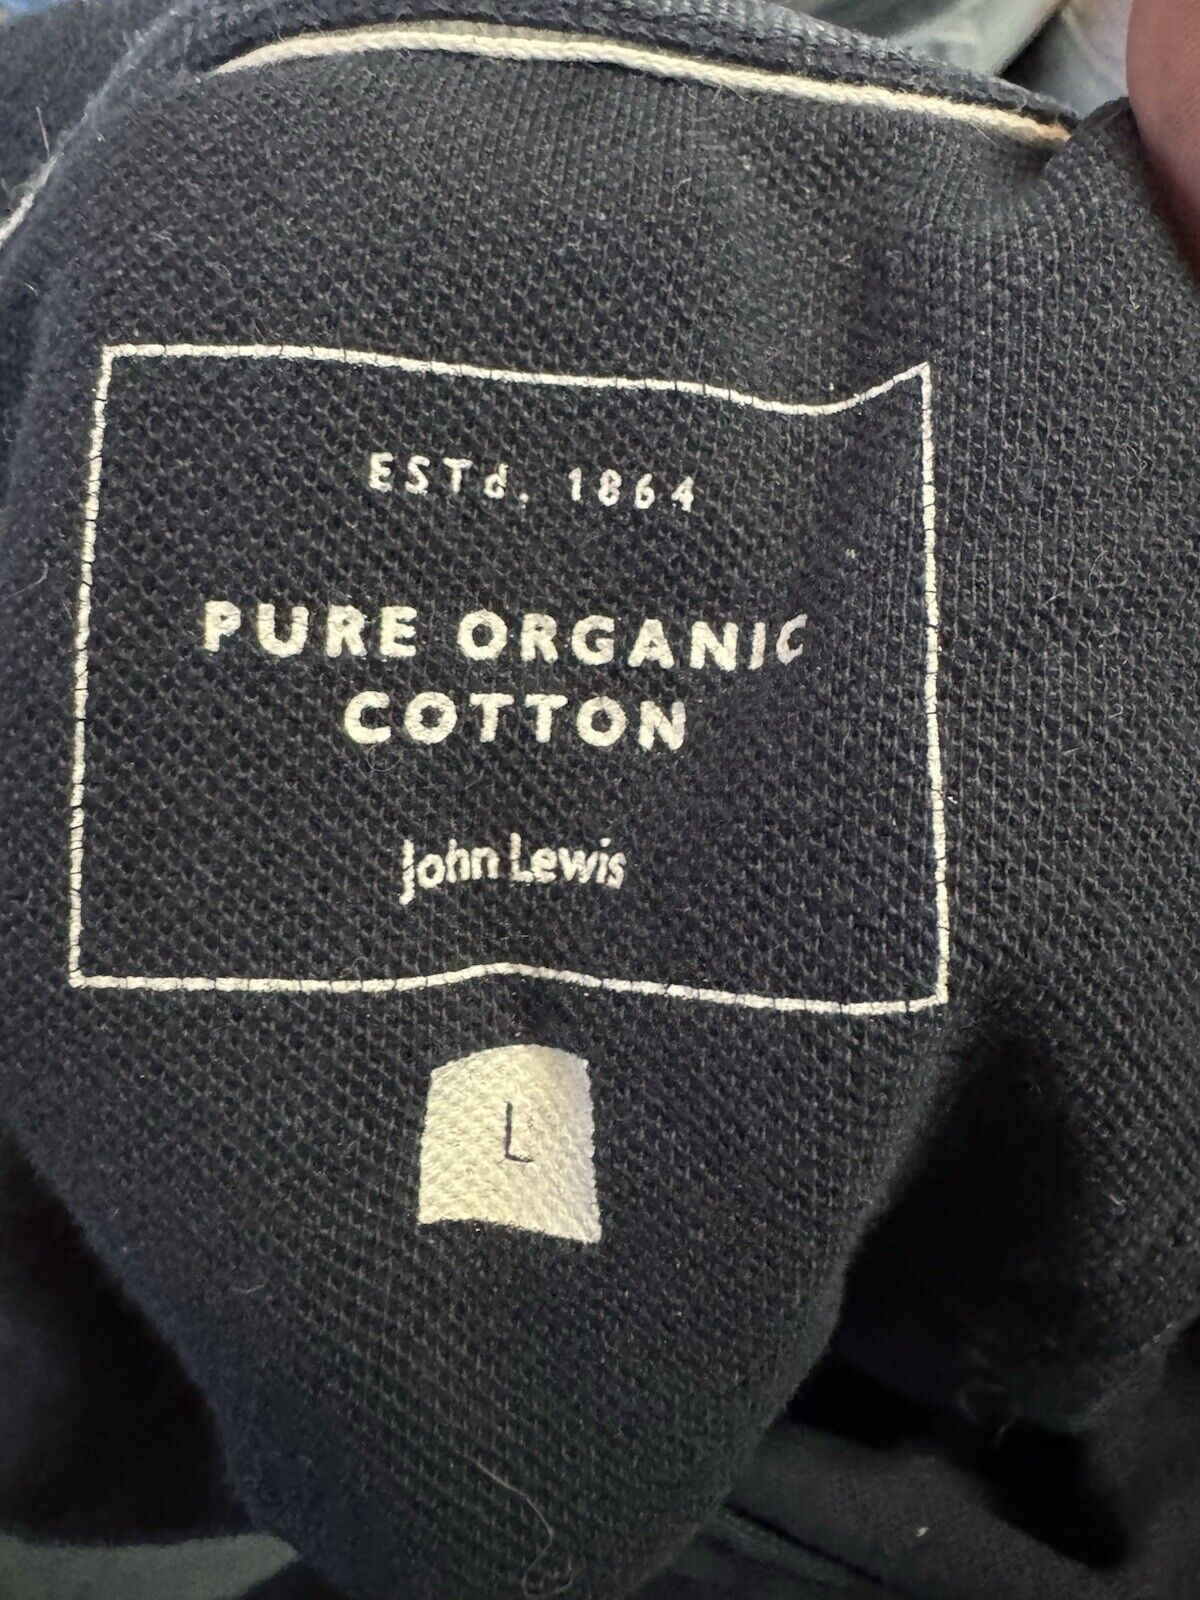 ESTd. 1864
PURE ORGANIC
COTTON
John Lewis
L